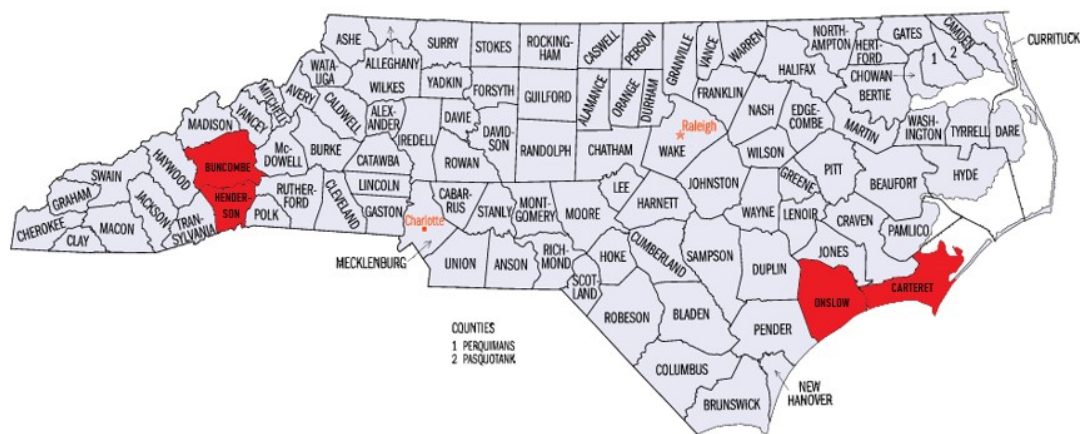 ASHE
ALLEGHANY
SURRY
STOKES
ROCKING-
HAM
CASWELL
PERSON
GRANVILLE
VANCE
WARREN
NORTH-
AMPTON
HERT-
FORD
GATES
CAMDEN
CURRITUCK
WATA-
UGA
WILKES
YADKIN
FORSYTH
GUILFORD
ALAMANCE
ORANGE
DURHAM
FRANKLIN
HALIFAX
CHOWAN
BERTIE
1
2
MITCHELL
AVERY
CALDWELL
ALEX-
ANDER
IREDELL
DAVIE
DAVID-
SON
RANDOLPH
CHATHAM
Raleigh
WAKE
NASH
EDGE-
COMBE
MARTIN
WASH-
INGTON
TYRRELL
DARE
MADISON
YANCEY
Mc-
DOWELL
BURKE
CATAWBA
ROWAN
WILSON
PITT
BEAUFORT
HYDE
SWAIN
HAYWOOD
BUNCOMBE
RUTHER-
FORD
CLEVELAND
LINCOLN
GASTON
CABAR-
RUS
STANLY
MONT-
GOMERY
MOORE
LEE
HARNETT
JOHNSTON
WAYNE
GREENE
LENOIR
CRAVEN
PAMLICO
GRAHAM
CHEROKEE
CLAY
MACON
JACKSON
TRAN-
SYLVANIA
HENDER-
SON
POLK
Charlotte
MECKLENBURG
UNION
ANSON
RICH-
MOND
SCOT-
LAND
HOKE
CUMBERLAND
SAMPSON
DUPLIN
JONES
ONSLOW
CARTERET
ROBESON
BLADEN
PENDER
COLUMBUS
BRUNSWICK
NEW
HANOVER
COUNTIES
1 PERQUIMANS
2 PASQUOTANK